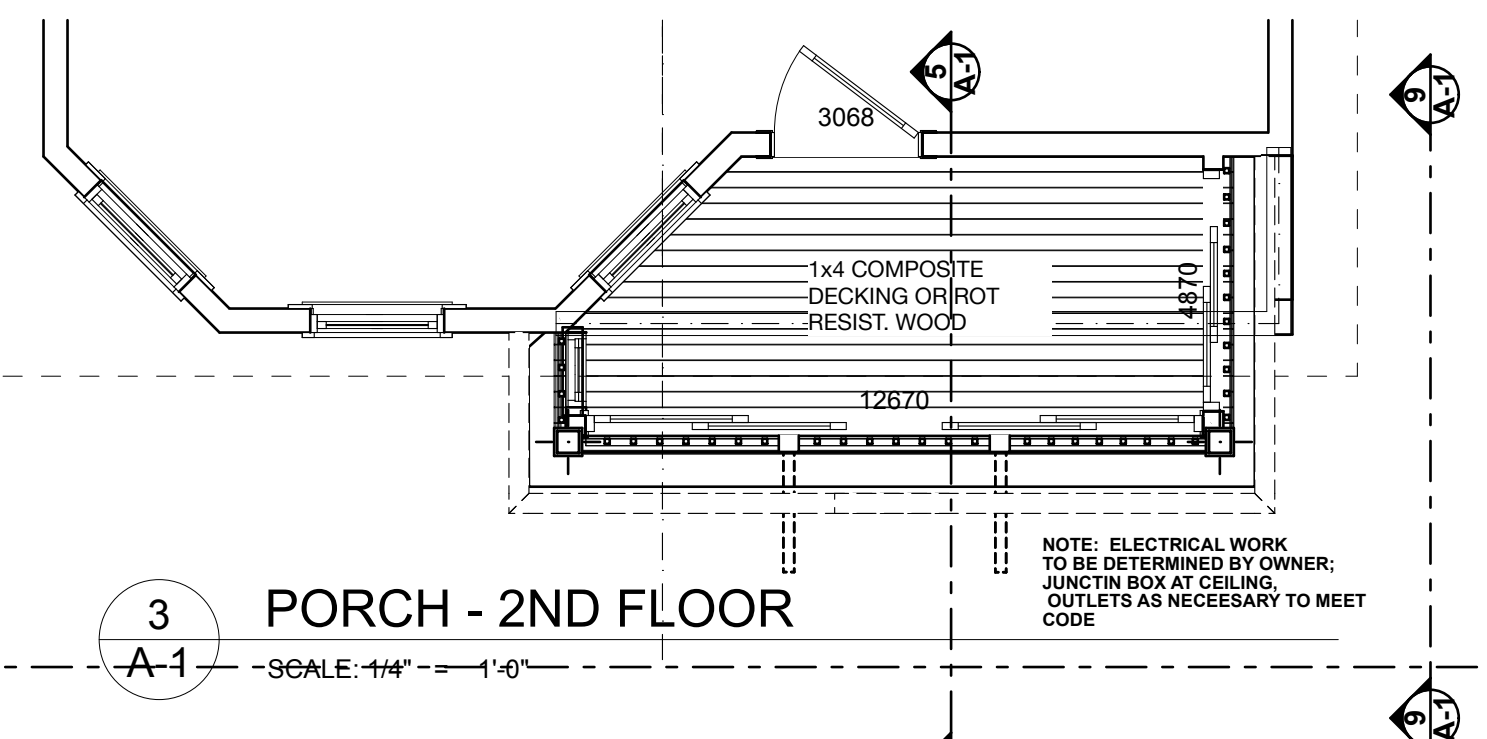 5
A-1
9
A-1
3068
1x4 COMPOSITE
DECKING OR ROT
RESIST. WOOD
4870
12670
NOTE: ELECTRICAL WORK
TO BE DETERMINED BY OWNER;
JUNCTIN BOX AT CEILING,
OUTLETS AS NECEESARY TO MEET
CODE
3
A-1
PORCH - 2ND FLOOR
SCALE: 1/4" = 1'-0"
9
A-1